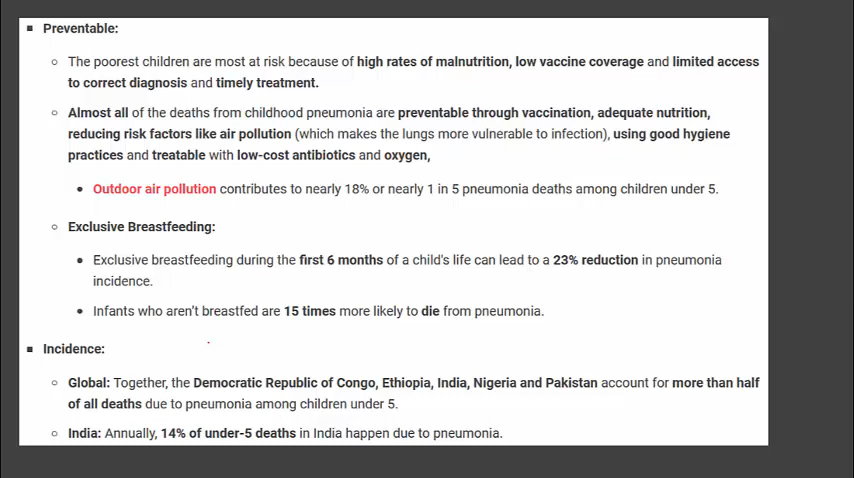 Preventable:
The poorest children are most at risk because of high rates of malnutrition, low vaccine coverage and limited access
to correct diagnosis and timely treatment.
Almost all of the deaths from childhood pneumonia are preventable through vaccination, adequate nutrition,
reducing risk factors like air pollution (which makes the lungs more vulnerable to infection), using good hygiene
practices and treatable with low-cost antibiotics and oxygen,
Outdoor air pollution contributes to nearly 18% or nearly 1 in 5 pneumonia deaths among children under 5.
Exclusive Breastfeeding:
Exclusive breastfeeding during the first 6 months of a child's life can lead to a 23% reduction in pneumonia
incidence.
Infants who aren't breastfed are 15 times more likely to die from pneumonia.
Incidence:
Global: Together, the Democratic Republic of Congo, Ethiopia, India, Nigeria and Pakistan account for more than half
of all deaths due to pneumonia among children under 5.
India: Annually, 14% of under-5 deaths in India happen due to pneumonia.